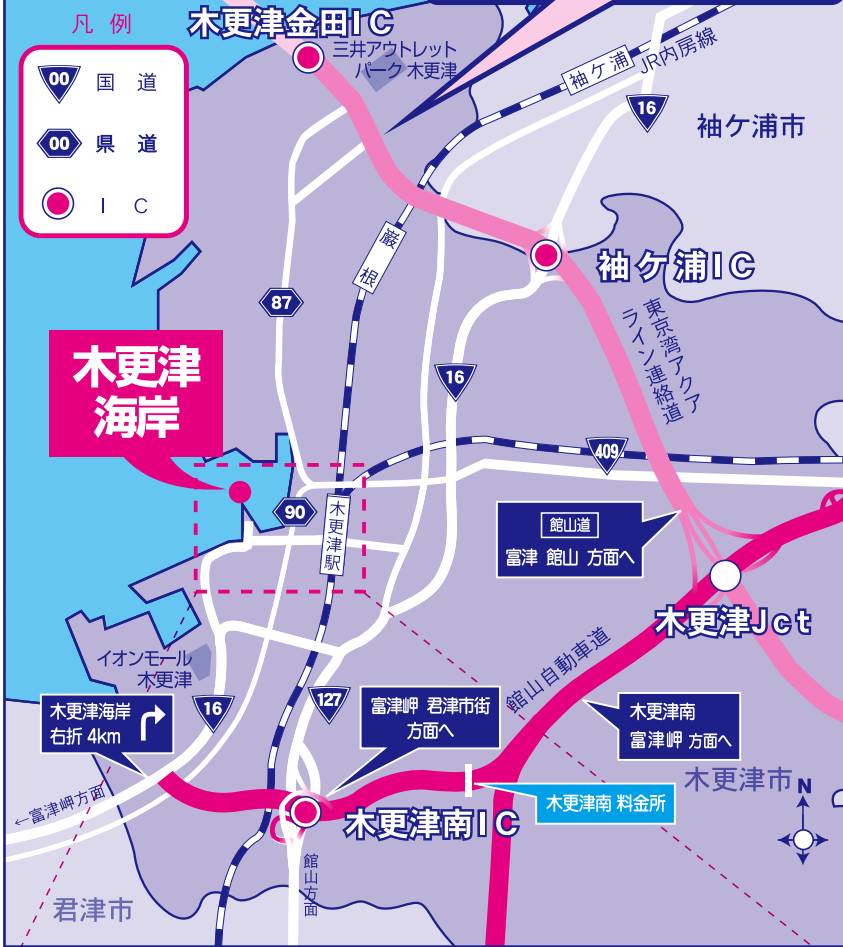 凡 例
00 国 道
00 県 道
I C
木更津金田IC
三井アウトレット
パーク 木更津
袖ケ浦
JR内房線
16
袖ケ浦市
巌根
袖ケ浦IC
87
東京湾アクア
ライン連絡道
木更津
海岸
16
409
90
木更津駅
館山道
富津 館山 方面へ
木更津Jct
イオンモール
木更津
館山自動車道
16
127
木更津海岸
右折 4km
富津岬 君津市街
方面へ
木更津南
富津岬 方面へ
木更津市
N
←富津岬方面
木更津南 料金所
木更津南IC
館山方面
君津市